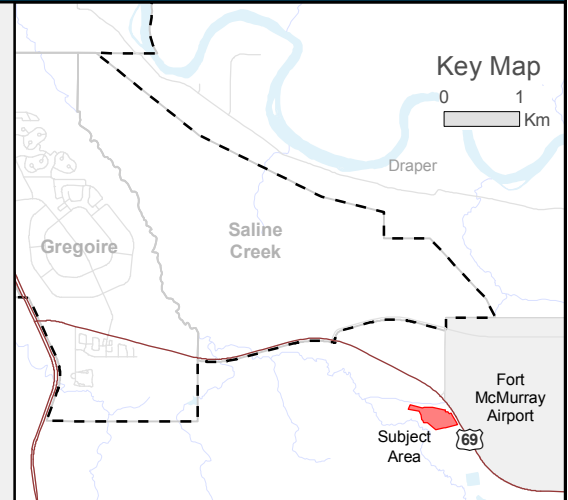 Key Map
0 1
Km
Draper
Saline
Creek
Gregoire
Fort
McMurray
Airport
Subject
Area
69